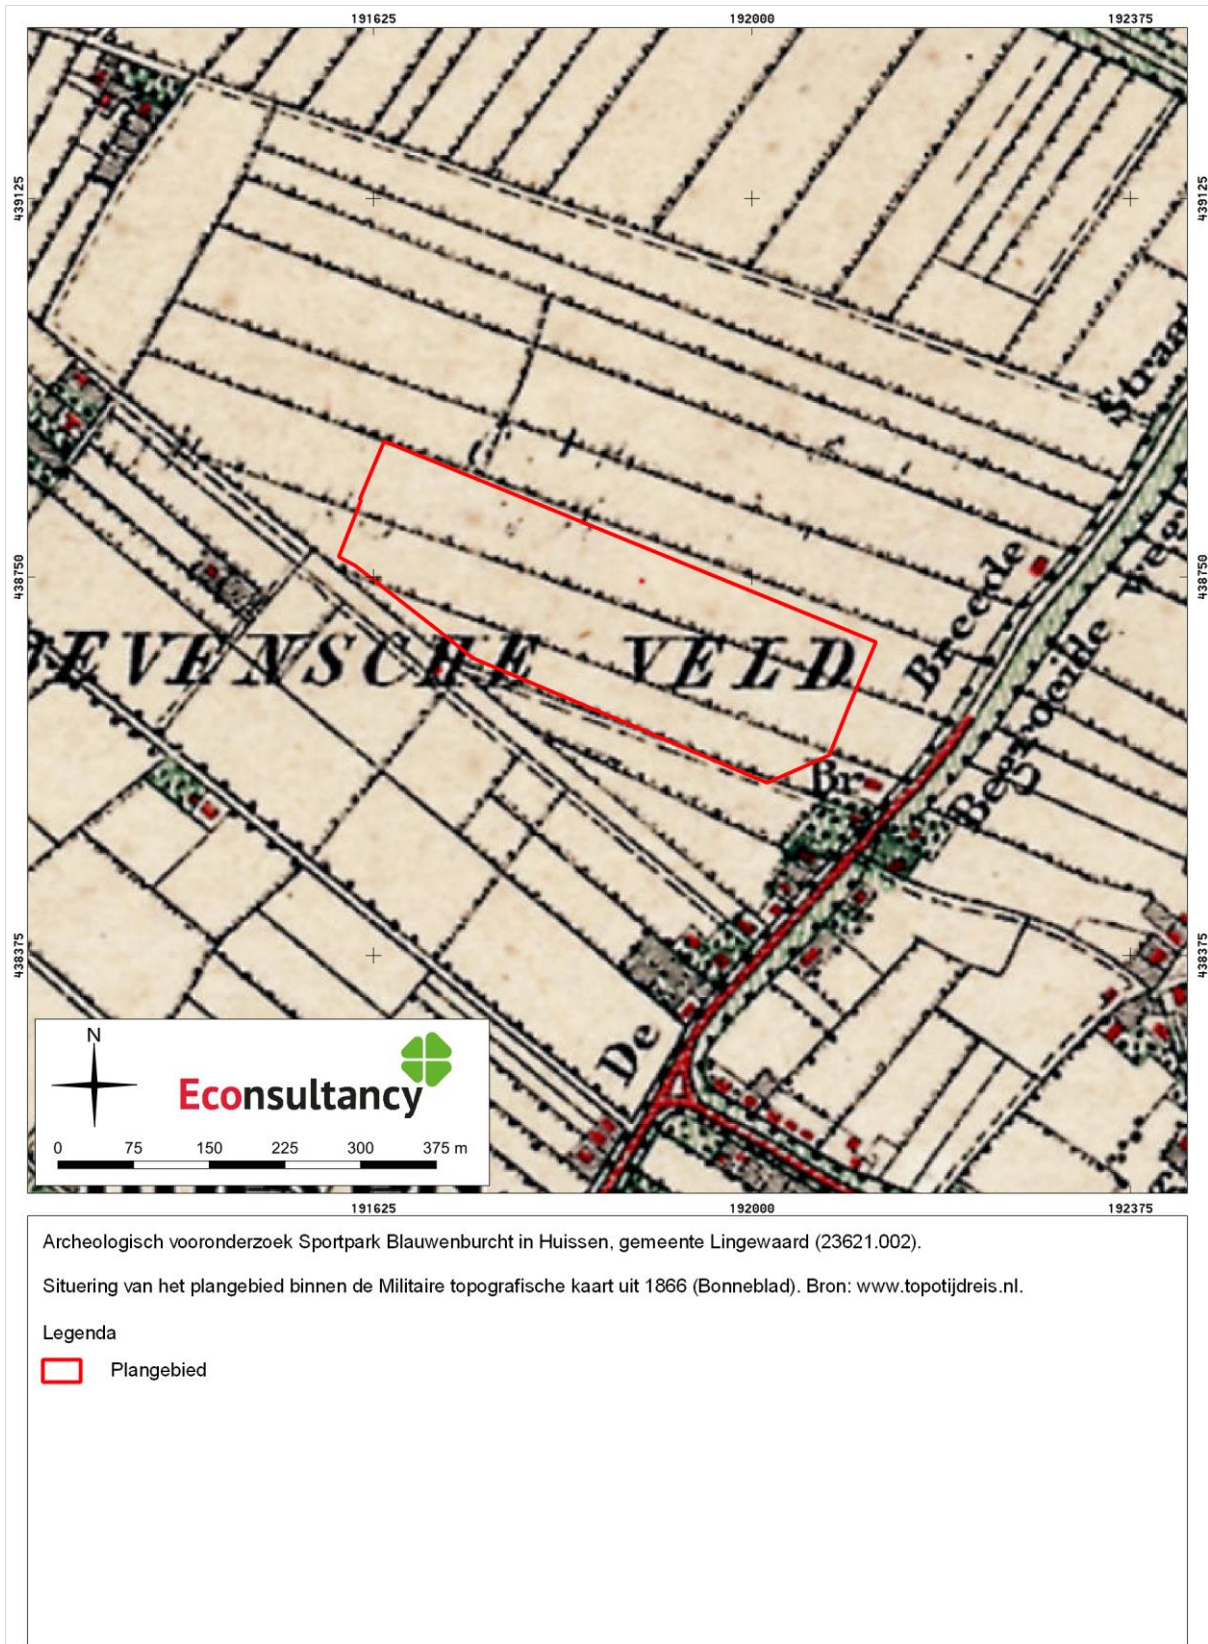 191625 192000 192375
439125 439125
Straat
weg
438750 438750
Breede
BEVENSCHE VELD
Begroeide
Br.
438375 438375
De
N
Econsultancy
0 75 150 225 300 375 m
191625 192000 192375
Archeologisch vooronderzoek Sportpark Blauwenburcht in Huissen, gemeente Lingewaard (23621.002).
Situering van het plangebied binnen de Militaire topografische kaart uit 1866 (Bonneblad). Bron: www.topotijdreis.nl.
Legenda
Plangebied